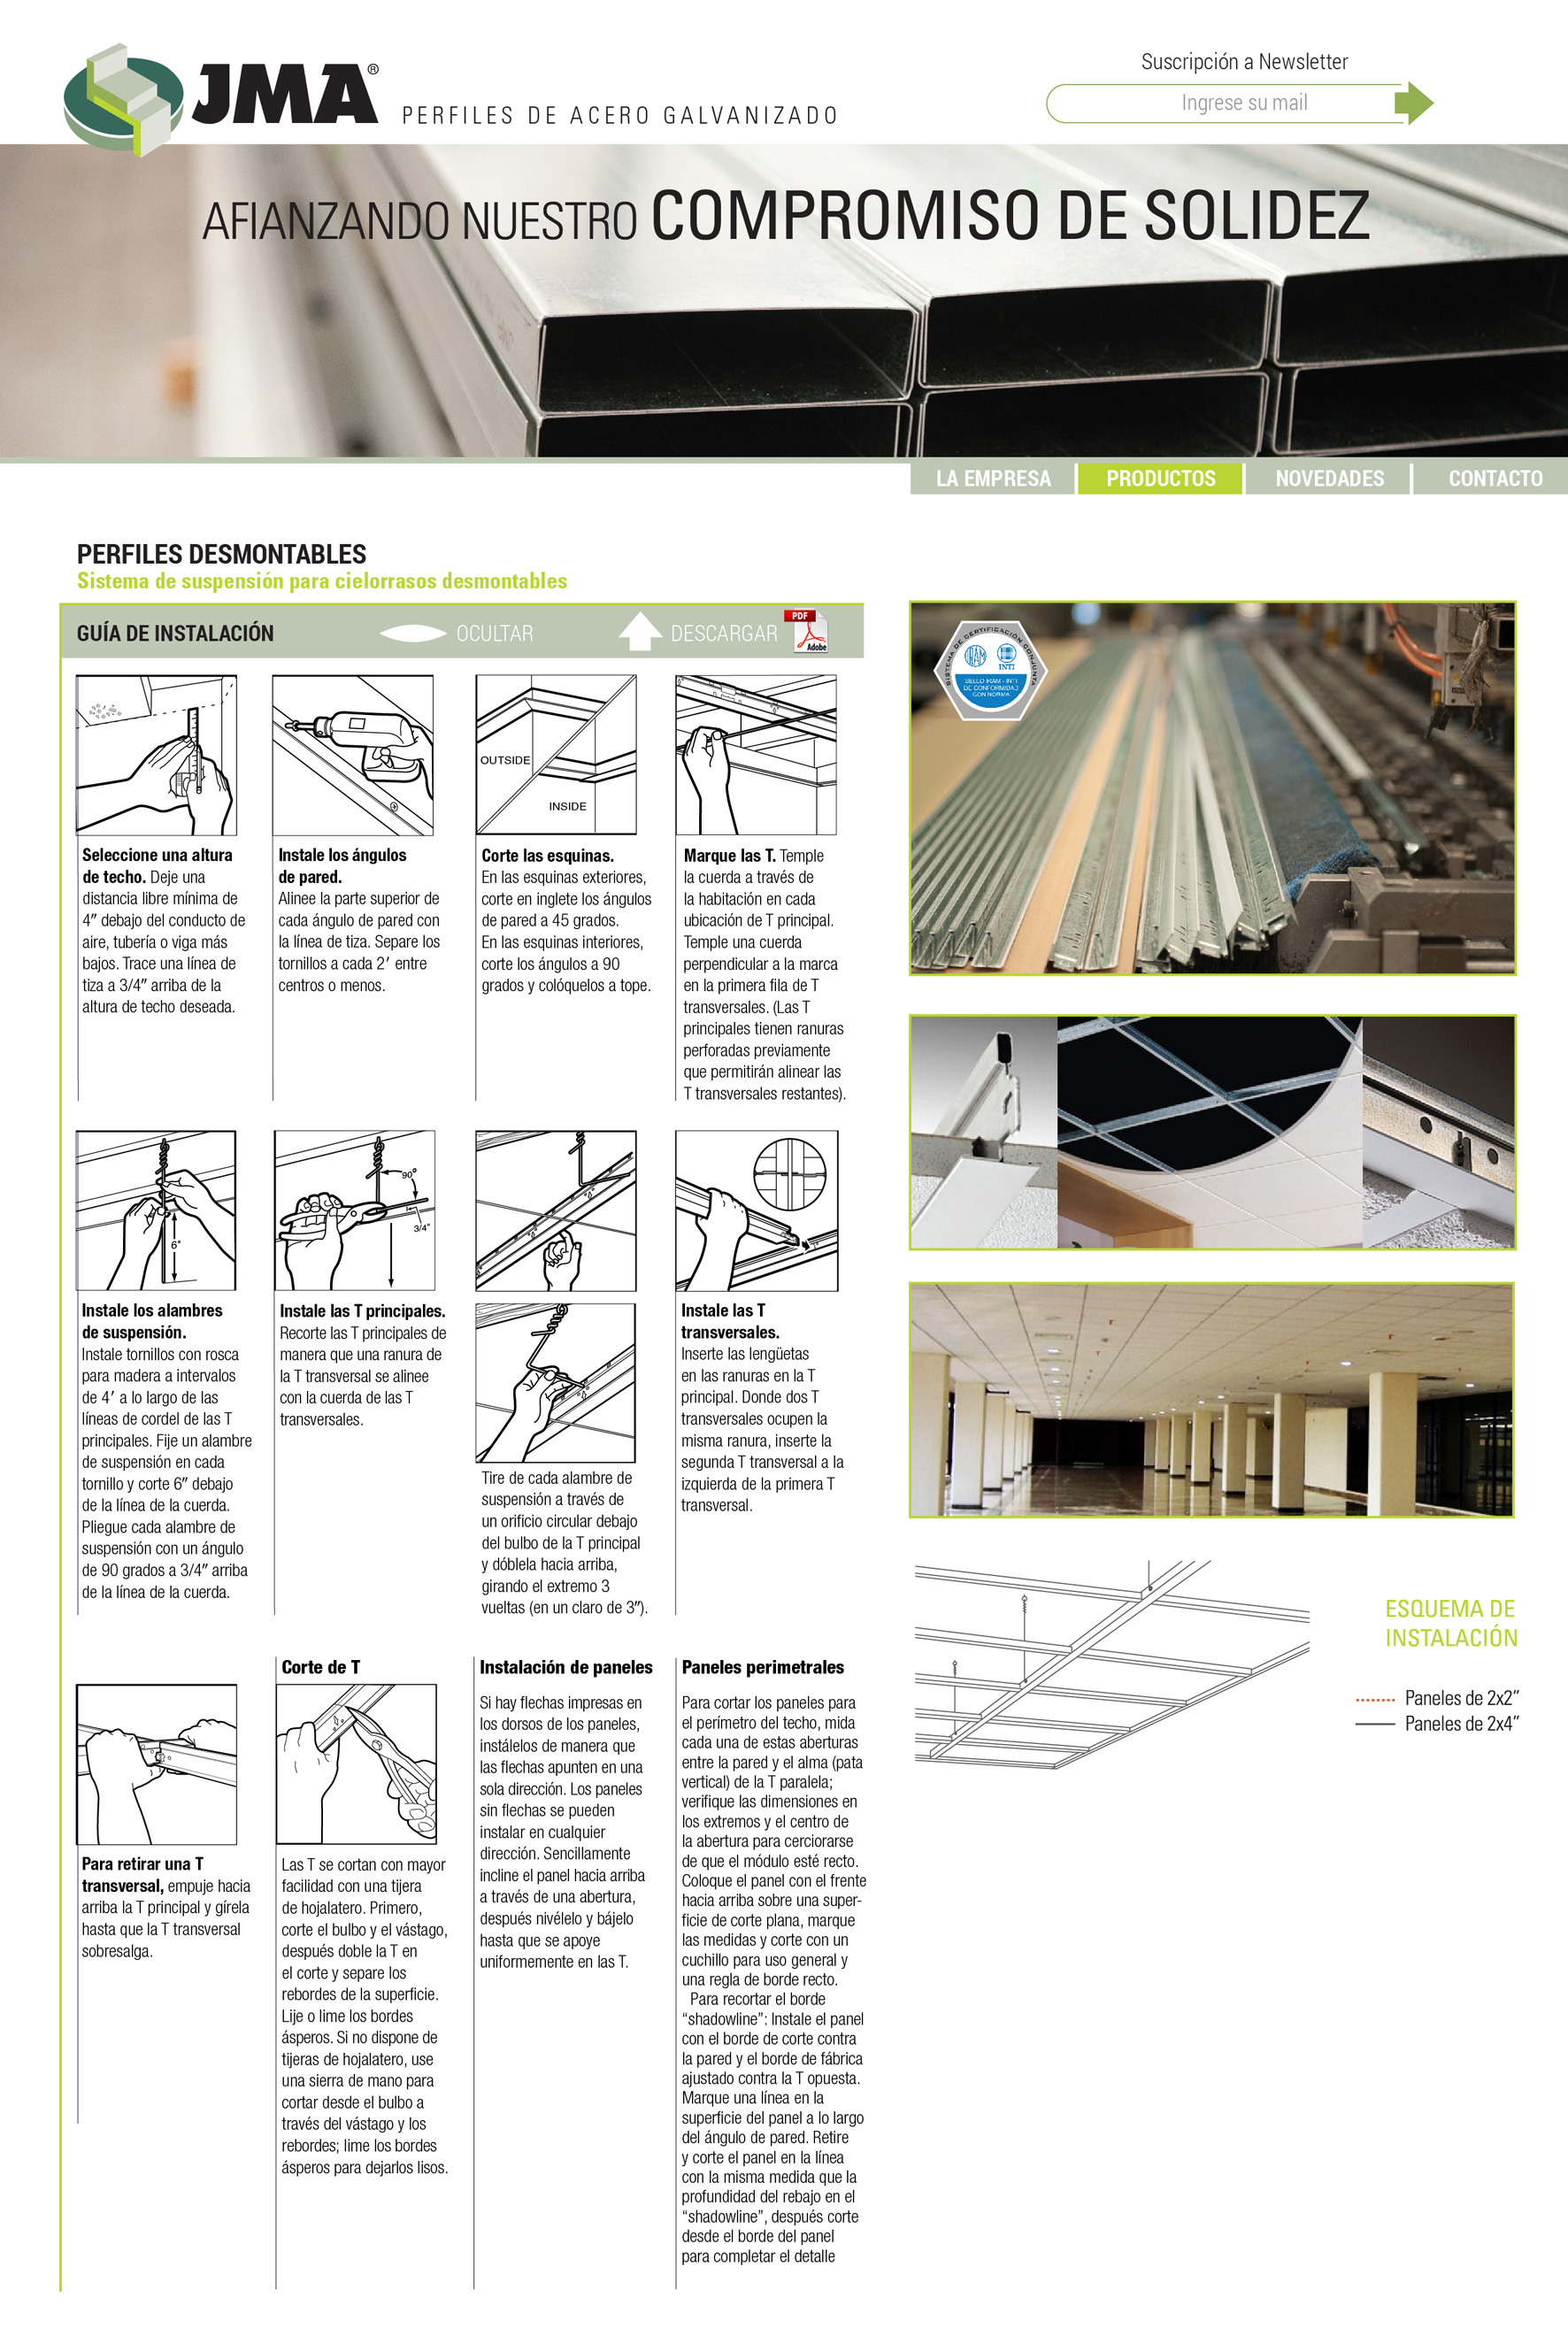 JMA®
PERFILES DE ACERO GALVANIZADO
Suscripción a Newsletter
Ingrese su mail
AFIANZANDO NUESTRO COMPROMISO DE SOLIDEZ
LA EMPRESA
PRODUCTOS
NOVEDADES
CONTACTO
PERFILES DESMONTABLES
Sistema de suspensión para cielorrasos desmontables
GUÍA DE INSTALACIÓN
OCULTAR
DESCARGAR
PDF
Adobe
Seleccione una altura
de techo. Deje una
distancia libre mínima de
4″ debajo del conducto de
aire, tubería o viga más
bajos. Trace una línea de
tiza a 3/4″ arriba de la
altura de techo deseada.
Instale los ángulos
de pared.
Alinee la parte superior de
cada ángulo de pared con
la línea de tiza. Separe los
tornillos a cada 2′ entre
centros o menos.
OUTSIDE
INSIDE
Corte las esquinas.
En las esquinas exteriores,
corte en inglete los ángulos
de pared a 45 grados.
En las esquinas interiores,
corte los ángulos a 90
grados y colóquelos a tope.
Marque las T. Temple
la cuerda a través de
la habitación en cada
ubicación de T principal.
Temple una cuerda
perpendicular a la marca
en la primera fila de T
transversales. (Las T
principales tienen ranuras
perforadas previamente
que permitirán alinear las
T transversales restantes).
6″
Instale los alambres
de suspensión.
Instale tornillos con rosca
para madera a intervalos
de 4′ a lo largo de las
líneas de cordel de las T
principales. Fije un alambre
de suspensión en cada
tornillo y corte 6″ debajo
de la línea de la cuerda.
Pliegue cada alambre de
suspensión con un ángulo
de 90 grados a 3/4″ arriba
de la línea de la cuerda.
90°
3/4″
Instale las T principales.
Recorte las T principales de
manera que una ranura de
la T transversal se alinee
con la cuerda de las T
transversales.
Tire de cada alambre de
suspensión a través de
un orificio circular debajo
del bulbo de la T principal
y dóblela hacia arriba,
girando el extremo 3
vueltas (en un claro de 3″).
Instale las T
transversales.
Inserte las lengüetas
en las ranuras en la T
principal. Donde dos T
transversales ocupen la
misma ranura, inserte la
segunda T transversal a la
izquierda de la primera T
transversal.
Para retirar una T
transversal, empuje hacia
arriba la T principal y gírela
hasta que la T transversal
sobresalga.
Corte de T
Las T se cortan con mayor
facilidad con una tijera
de hojalatero. Primero,
corte el bulbo y el vástago,
después doble la T en
el corte y separe los
rebordes de la superficie.
Lije o lime los bordes
ásperos. Si no dispone de
tijeras de hojalatero, use
una sierra de mano para
cortar desde el bulbo a
través del vástago y los
rebordes; lime los bordes
ásperos para dejarlos lisos.
Instalación de paneles
Si hay flechas impresas en
los dorsos de los paneles,
instálelos de manera que
las flechas apunten en una
sola dirección. Los paneles
sin flechas se pueden
instalar en cualquier
dirección. Sencillamente
incline el panel hacia arriba
a través de una abertura,
después nivélelo y bájelo
hasta que se apoye
uniformemente en las T.
Paneles perimetrales
Para cortar los paneles para
el perímetro del techo, mida
cada una de estas aberturas
entre la pared y el alma (pata
vertical) de la T paralela;
verifique las dimensiones en
los extremos y el centro de
la abertura para cerciorarse
de que el módulo esté recto.
Coloque el panel con el frente
hacia arriba sobre una super-
ficie de corte plana, marque
las medidas y corte con un
cuchillo para uso general y
una regla de borde recto.
Para recortar el borde
“shadowline”: Instale el panel
con el borde de corte contra
la pared y el borde de fábrica
ajustado contra la T opuesta.
Marque una línea en la
superficie del panel a lo largo
del ángulo de pared. Retire
y corte el panel en la línea
con la misma medida que la
profundidad del rebajo en el
“shadowline”, después corte
desde el borde del panel
para completar el detalle
SISTEMA DE CERTIFICACIÓN CONJUNTA
IRAM
INTI
SELLO IRAM - INTI
DE CONFORMIDAD
CON NORMA
ESQUEMA DE
INSTALACIÓN
Paneles de 2x2″
Paneles de 2x4″